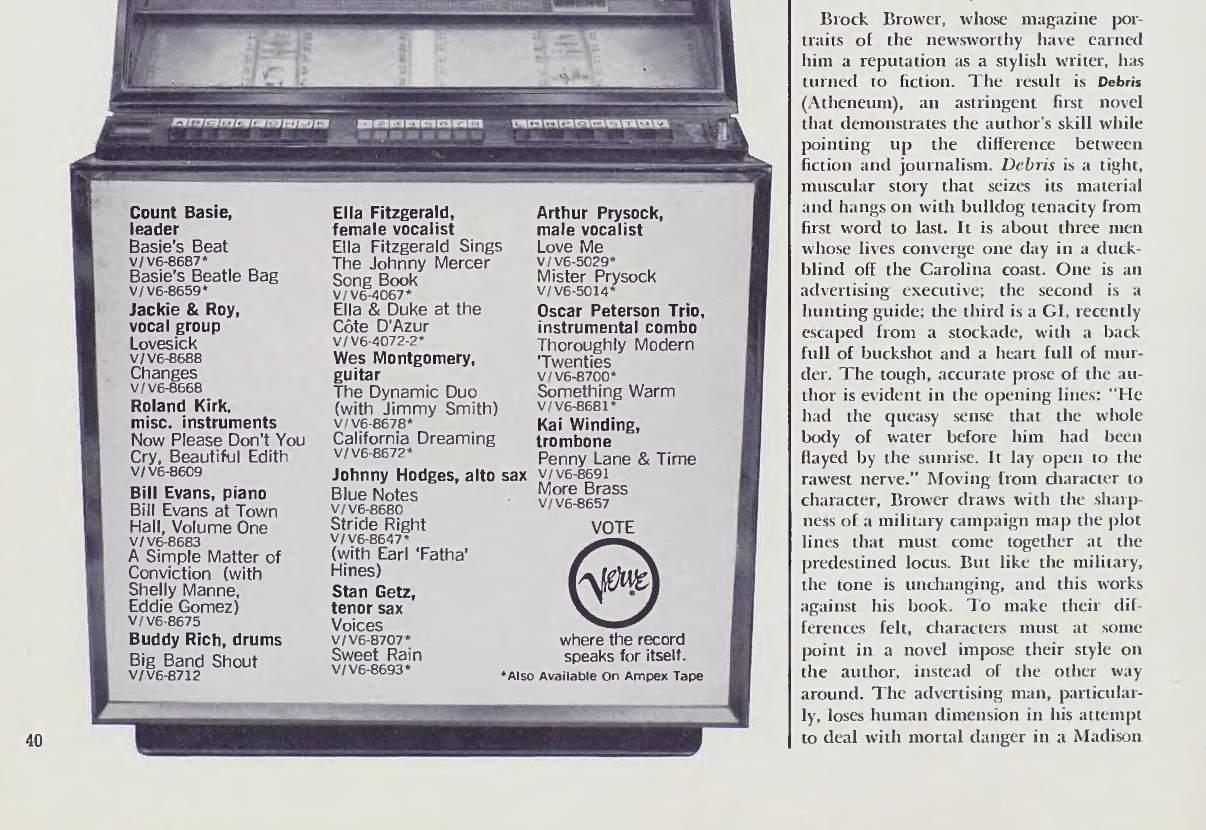 A B C D E F G H J K 1 2 3 4 5 6 7 8 L M N P Q R S T U V
Count Basie,
leader
Basie's Beat
V/V6-8687*
Basie's Beatle Bag
V/V6-8659*
Jackie & Roy,
vocal group
Lovesick
V/V6-8688
Changes
V/V6-8668
Roland Kirk,
misc. instruments
Now Please Don't You
Cry, Beautiful Edith
V/V6-8609
Bill Evans, piano
Bill Evans at Town
Hall, Volume One
V/V6-8683
A Simple Matter of
Conviction (with
Shelly Manne,
Eddie Gomez)
V/V6-8675
Buddy Rich, drums
Big Band Shout
V/V6-8712
Ella Fitzgerald,
female vocalist
Ella Fitzgerald Sings
The Johnny Mercer
Song Book
V/V6-4067*
Ella & Duke at the
Côte D'Azur
V/V6-4072-2*
Wes Montgomery,
guitar
The Dynamic Duo
(with Jimmy Smith)
V/V6-8678*
California Dreaming
V/V6-8672*
Johnny Hodges, alto sax
Blue Notes
V/V6-8680
Stride Right
V/V6-8647*
(with Earl 'Fatha'
Hines)
Stan Getz,
tenor sax
Voices
V/V6-8707*
Sweet Rain
V/V6-8693*
Arthur Prysock,
male vocalist
Love Me
V/V6-5029*
Mister Prysock
V/V6-5014*
Oscar Peterson Trio,
instrumental combo
Thoroughly Modern
'Twenties
V/V6-8700*
Something Warm
V/V6-8681*
Kai Winding,
trombone
Penny Lane & Time
V/V6-8691
More Brass
V/V6-8657
VOTE
Verve
where the record
speaks for itself.
*Also Available On Ampex Tape
40
Brock Brower, whose magazine por-
traits of the newsworthy have earned
him a reputation as a stylish writer, has
turned to fiction. The result is Debris
(Atheneum), an astringent first novel
that demonstrates the author's skill while
pointing up the difference between
fiction and journalism. Debris is a tight,
muscular story that seizes its material
and hangs on with bulldog tenacity from
first word to last. It is about three men
whose lives converge one day in a duck-
blind off the Carolina coast. One is an
advertising executive; the second is a
hunting guide; the third is a GI, recently
escaped from a stockade, with a back
full of buckshot and a heart full of mur-
der. The tough, accurate prose of the au-
thor is evident in the opening lines: "He
had the queasy sense that the whole
body of water before him had been
flayed by the sunrise. It lay open to the
rawest nerve." Moving from character to
character, Brower draws with the sharp-
ness of a military campaign map the plot
lines that must come together at the
predestined locus. But like the military,
the tone is unchanging, and this works
against his book. To make their dif-
ferences felt, characters must at some
point in a novel impose their style on
the author, instead of the other way
around. The advertising man, particular-
ly, loses human dimension in his attempt
to deal with mortal danger in a Madison